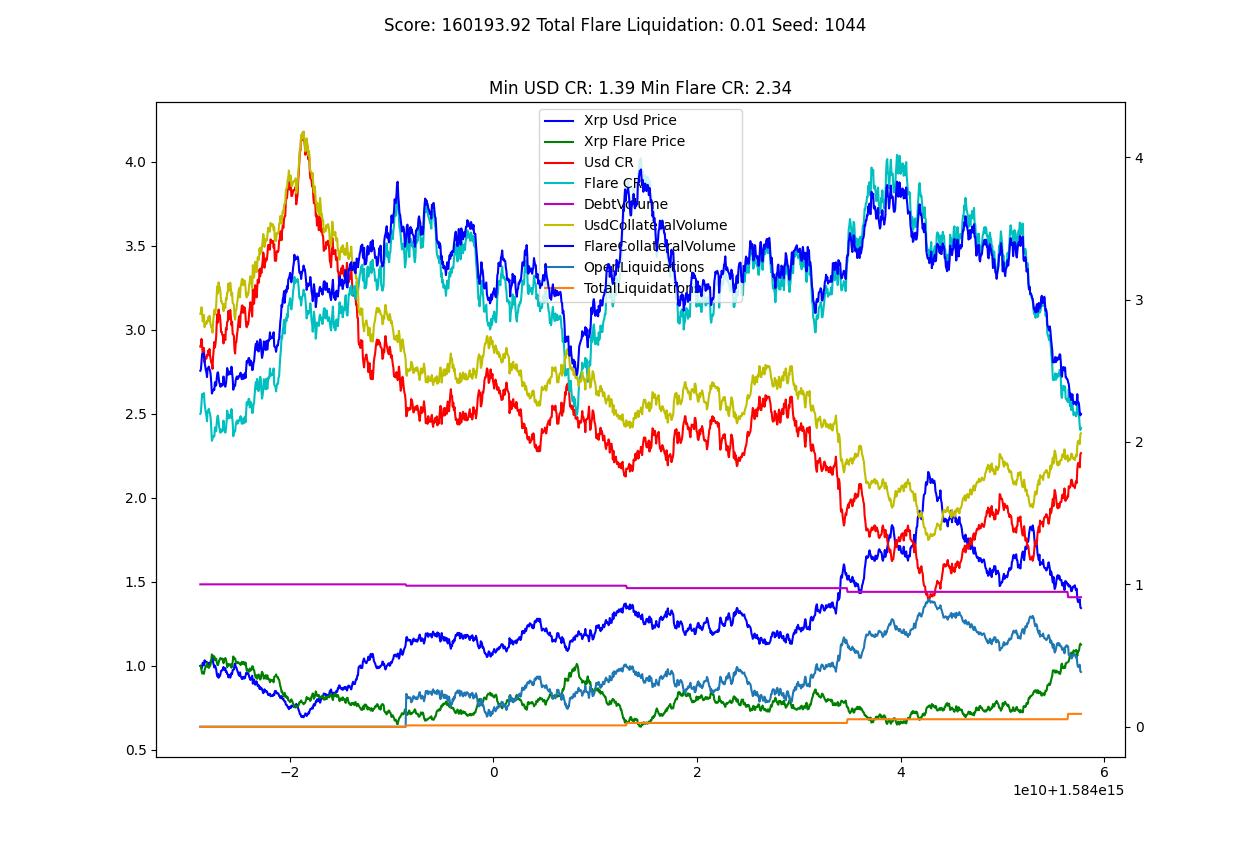 Score: 160193.92 Total Flare Liquidation: 0.01 Seed: 1044
Min USD CR: 1.39 Min Flare CR: 2.34
Xrp Usd Price
Xrp Flare Price
Usd CR
Flare CR
DebtVolume
UsdCollateralVolume
FlareCollateralVolume
OpenLiquidations
TotalLiquidations
4.0
3.5
3.0
2.5
2.0
1.5
1.0
0.5
4
3
2
1
0
−2
0
2
4
6
1e10+1.584e15